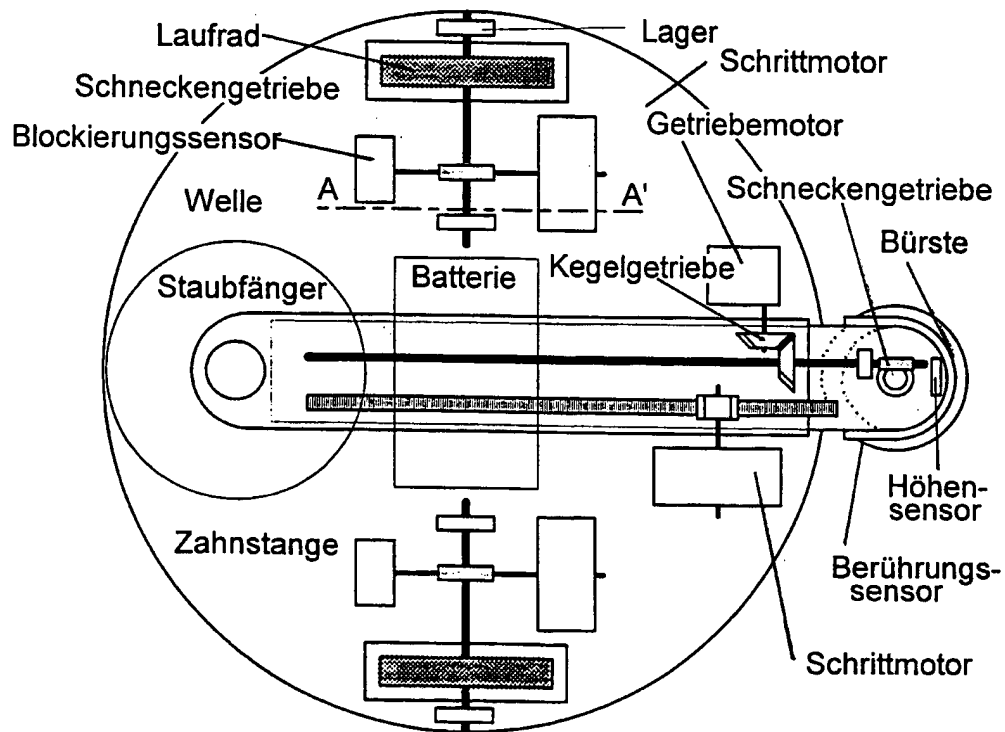 Laufrad
Lager
Schrittmotor
Schneckengetriebe
Getriebemotor
Blockierungssensor
Schneckengetriebe
A
A'
Welle
Bürste
Kegelgetriebe
Batterie
Staubfänger
Höhen-
sensor
Zahnstange
Berührungs-
sensor
Schrittmotor